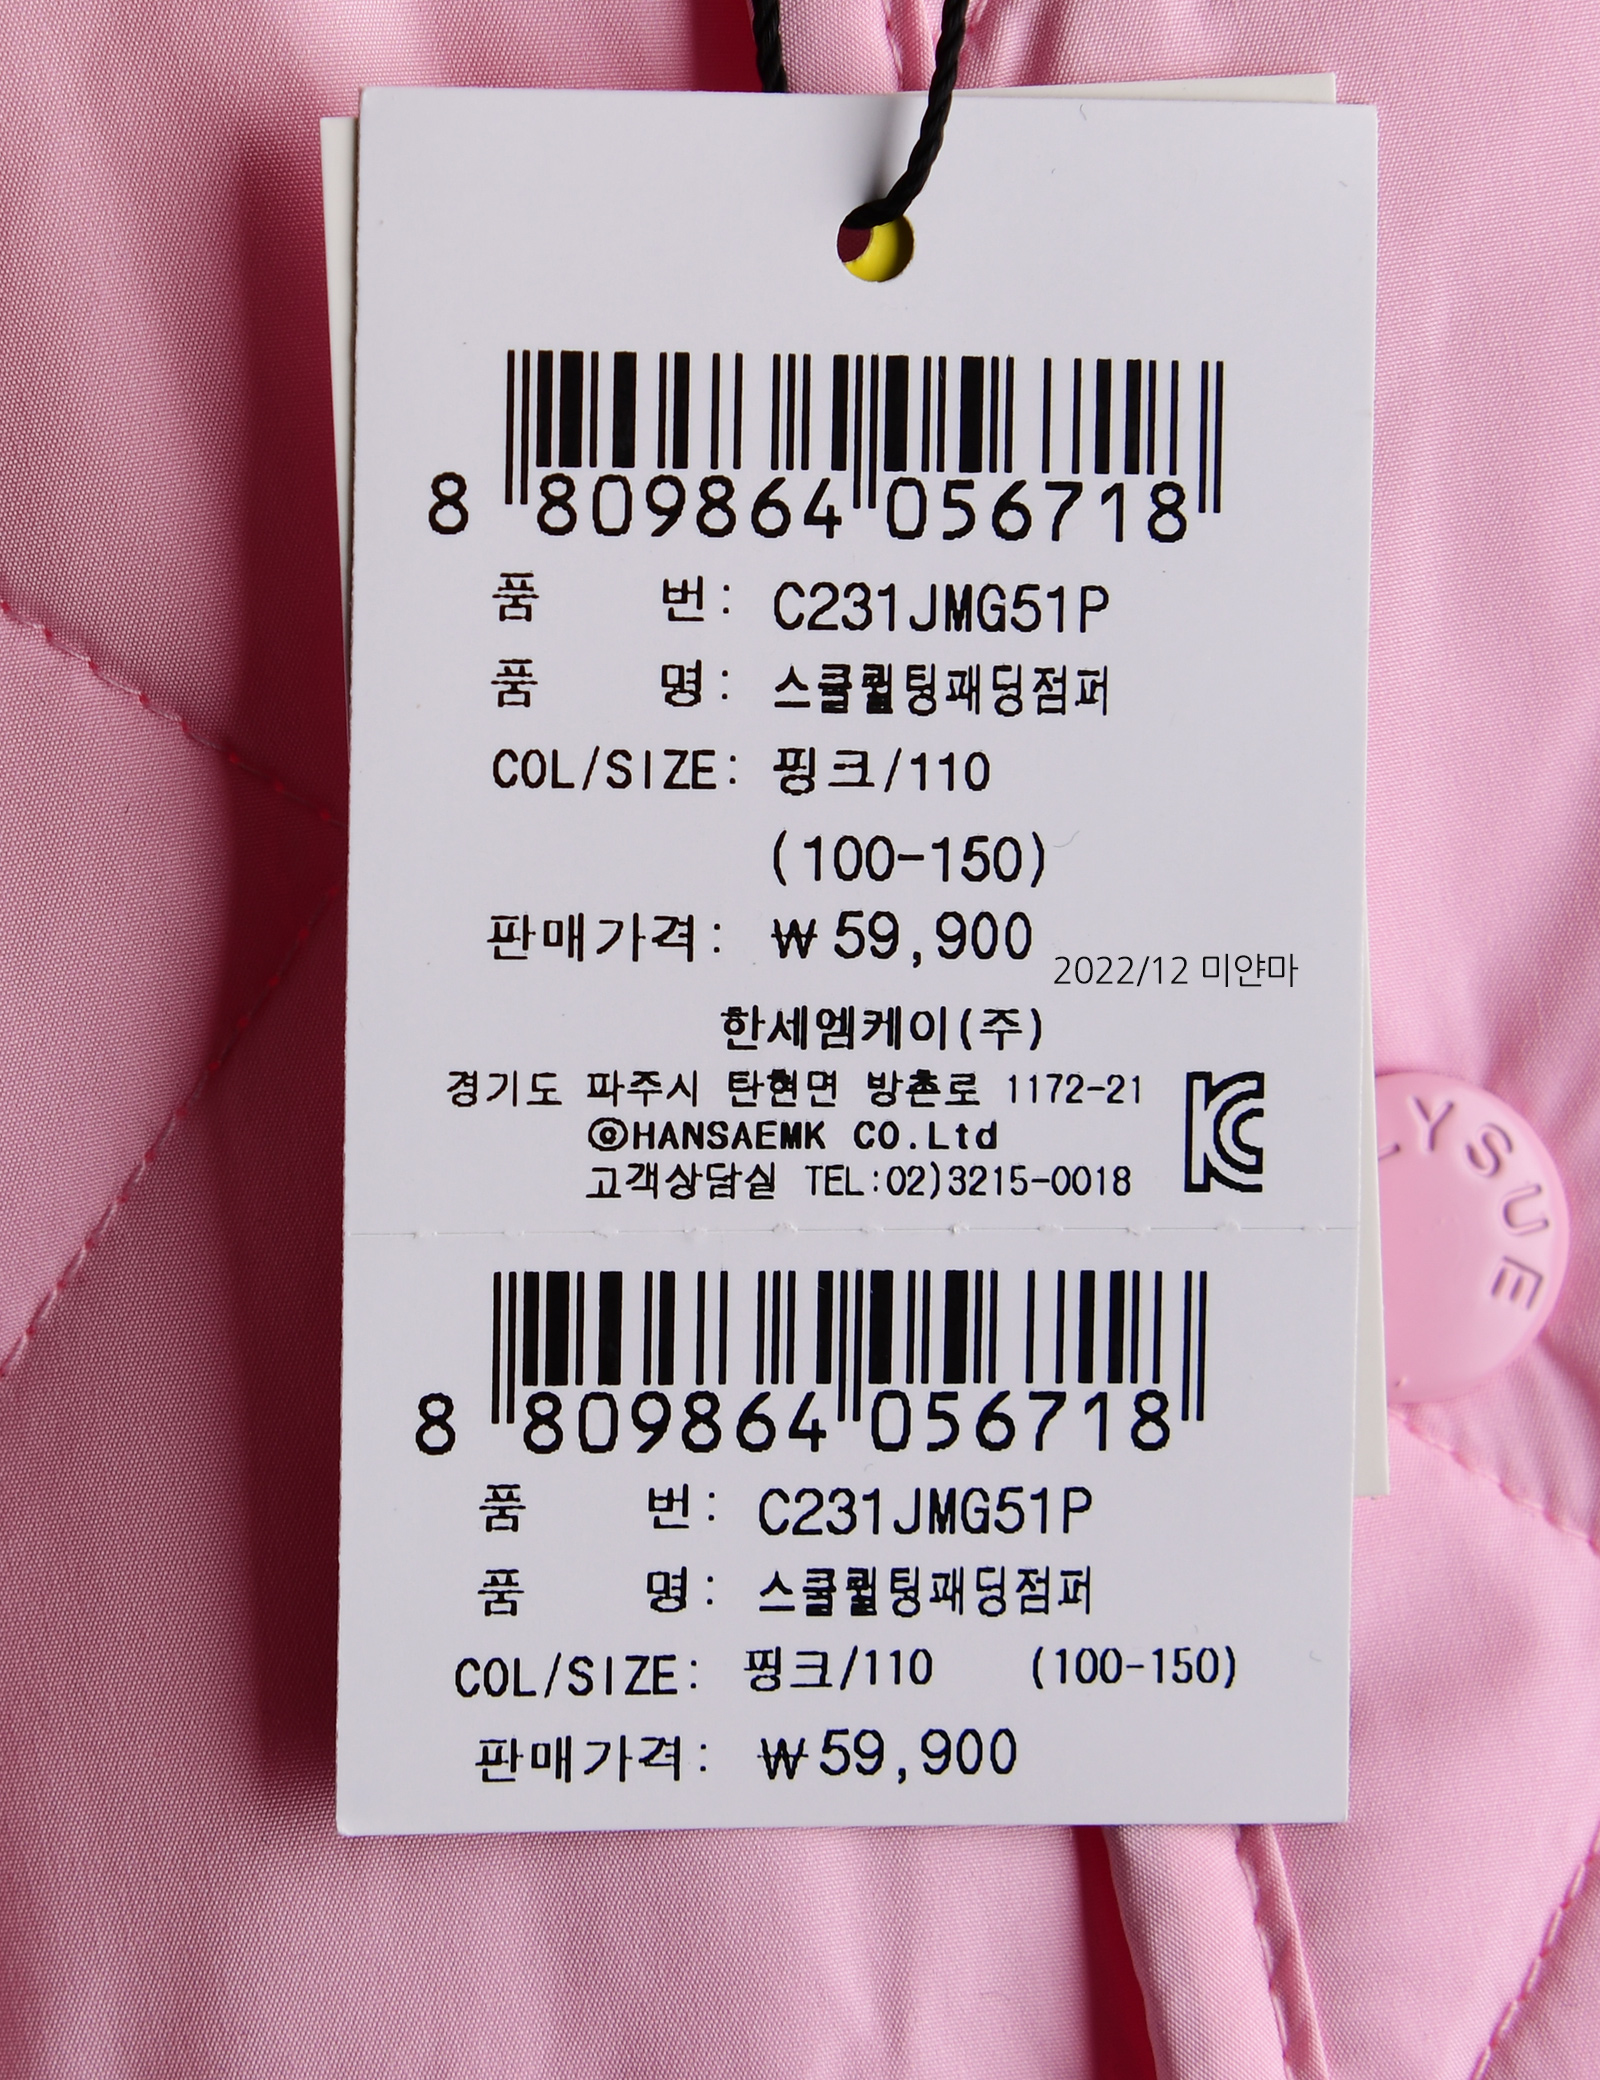 8 809864 056718
품 번: C231JMG51P
품 명: 스쿨퀼팅패딩점퍼
COL/SIZE: 핑크/110
(100-150)
판매가격: ₩59,900
2022/12 미얀마
한세엠케이(주)
경기도 파주시 탄현면 방촌로 1172-21
©HANSAEMK CO.Ltd
고객상담실 TEL:02)3215-0018
KC
YSUE
8 809864 056718
품 번: C231JMG51P
품 명: 스쿨퀼팅패딩점퍼
COL/SIZE: 핑크/110 (100-150)
판매가격: ₩59,900